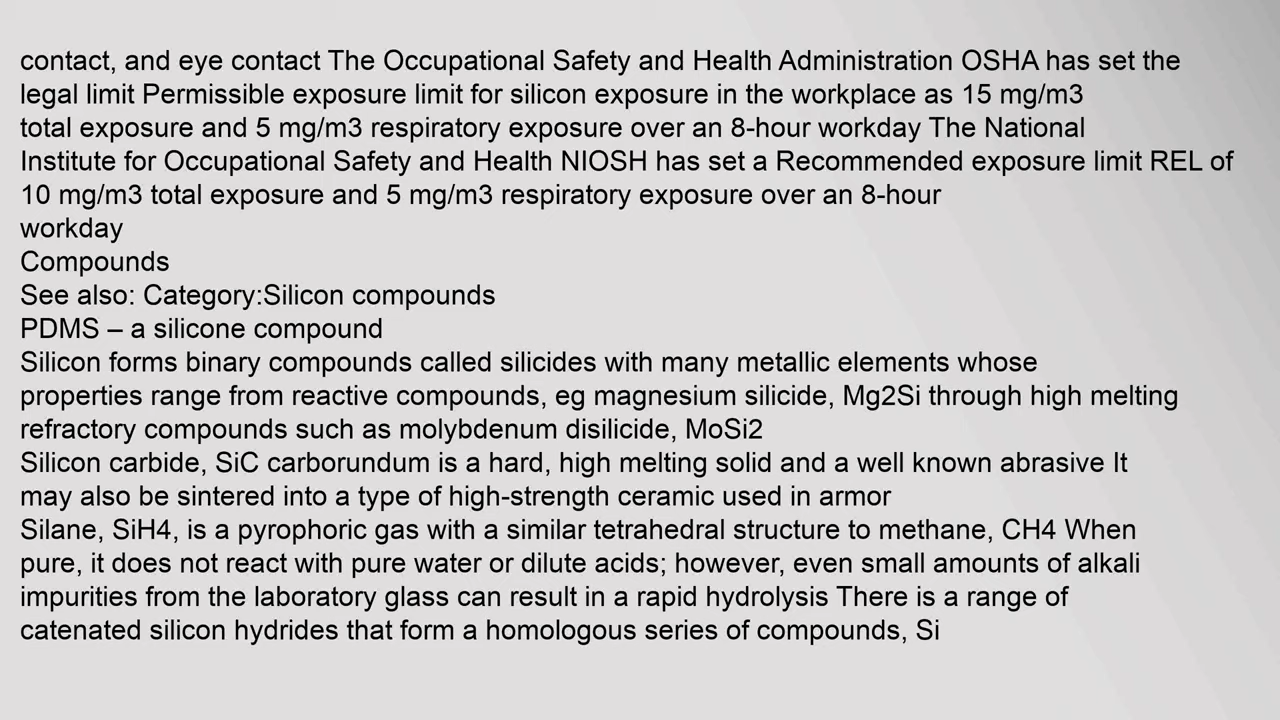 contact, and eye contact The Occupational Safety and Health Administration OSHA has set the
legal limit Permissible exposure limit for silicon exposure in the workplace as 15 mg/m3
total exposure and 5 mg/m3 respiratory exposure over an 8-hour workday The National
Institute for Occupational Safety and Health NIOSH has set a Recommended exposure limit REL of
10 mg/m3 total exposure and 5 mg/m3 respiratory exposure over an 8-hour
workday
Compounds
See also: Category:Silicon compounds
PDMS – a silicone compound
Silicon forms binary compounds called silicides with many metallic elements whose
properties range from reactive compounds, eg magnesium silicide, Mg2Si through high melting
refractory compounds such as molybdenum disilicide, MoSi2
Silicon carbide, SiC carborundum is a hard, high melting solid and a well known abrasive It
may also be sintered into a type of high-strength ceramic used in armor
Silane, SiH4, is a pyrophoric gas with a similar tetrahedral structure to methane, CH4 When
pure, it does not react with pure water or dilute acids; however, even small amounts of alkali
impurities from the laboratory glass can result in a rapid hydrolysis There is a range of
catenated silicon hydrides that form a homologous series of compounds, Si